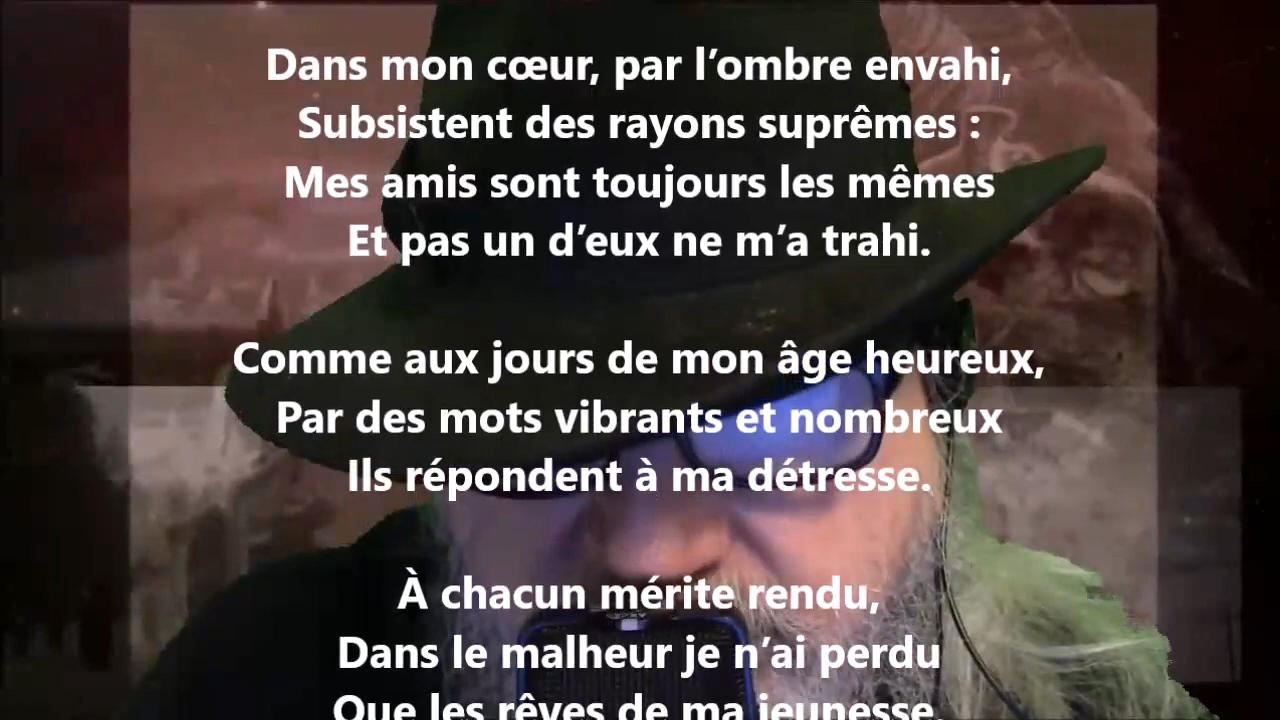 Dans mon cœur, par l’ombre envahi,
Subsistent des rayons suprêmes :
Mes amis sont toujours les mêmes
Et pas un d’eux ne m’a trahi.
Comme aux jours de mon âge heureux,
Par des mots vibrants et nombreux
Ils répondent à ma détresse.
À chacun mérite rendu,
Dans le malheur je n’ai perdu
Que les rêves de ma jeunesse.